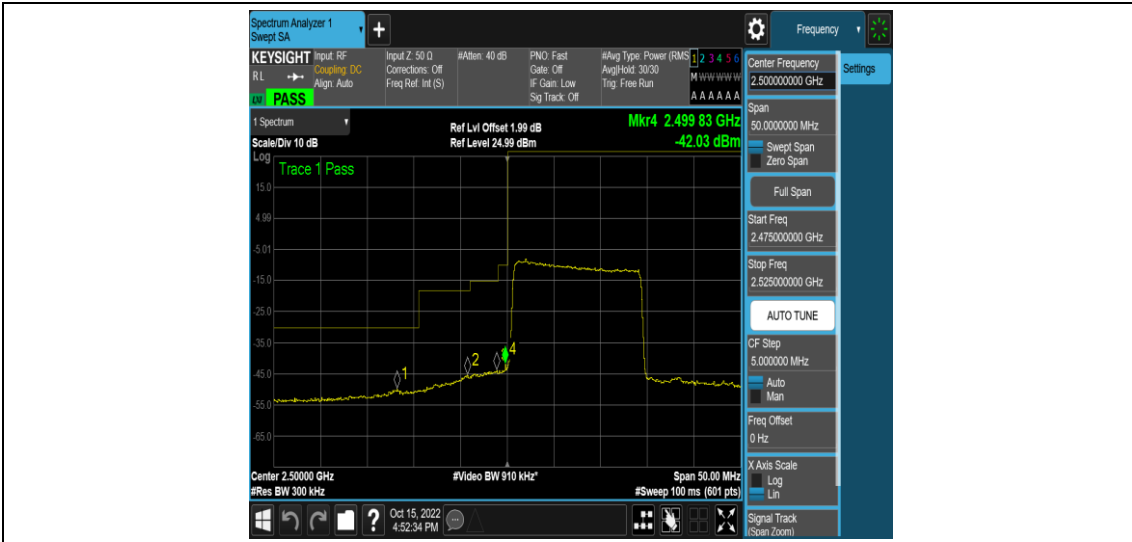 Spectrum Analyzer 1
Swept SA
+
Frequency
KEYSIGHT
Input: RF
Coupling: DC
Align: Auto
Input Z: 50 Ω
Corrections: Off
Freq Ref: Int (S)
#Atten: 40 dB
PNO: Fast
Gate: Off
IF Gain: Low
Sig Track: Off
#Avg Type: Power (RMS
Avg|Hold: 30/30
Trig: Free Run
1 2 3 4 5 6
M W W W W W
A A A A A A
R L
PASS
Center Frequency
2.500000000 GHz
Settings
1 Spectrum
Scale/Div 10 dB
Ref Lvl Offset 1.99 dB
Ref Level 24.99 dBm
Mkr4 2.499 83 GHz
-42.03 dBm
Span
50.0000000 MHz
Swept Span
Zero Span
Full Span
Log
Trace 1 Pass
15.0
4.99
-5.01
-15.0
-25.0
-35.0
-45.0
-55.0
-65.0
1
2
4
Start Freq
2.475000000 GHz
Stop Freq
2.525000000 GHz
AUTO TUNE
CF Step
5.000000 MHz
Auto
Man
Freq Offset
0 Hz
X Axis Scale
Log
Lin
Signal Track
(Span Zoom)
Center 2.50000 GHz
#Video BW 910 kHz*
Span 50.00 MHz
#Res BW 300 kHz
#Sweep 100 ms (601 pts)
?
Oct 15, 2022
4:52:34 PM